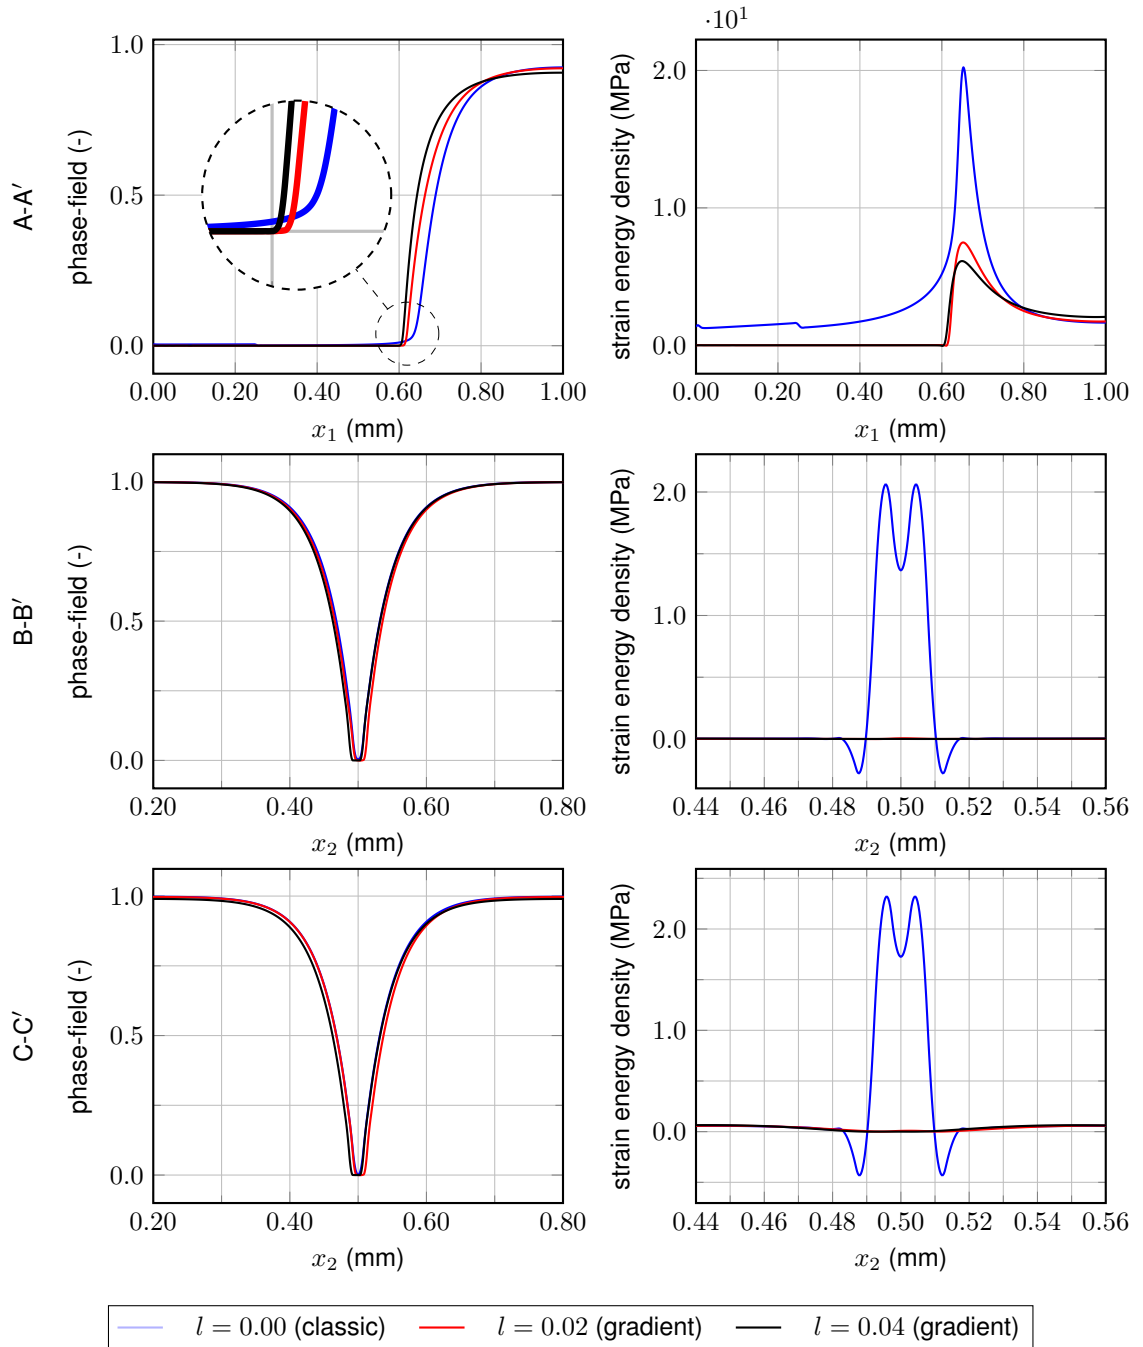 ·10¹
A-A′
phase-field (-)
1.0
0.5
0.0
0.00 0.20 0.40 0.60 0.80 1.00
x₁ (mm)
strain energy density (MPa)
2.0
1.0
0.0
0.00 0.20 0.40 0.60 0.80 1.00
x₁ (mm)
B-B′
phase-field (-)
1.0
0.5
0.0
0.20 0.40 0.60 0.80
x₂ (mm)
strain energy density (MPa)
2.0
1.0
0.0
0.44 0.46 0.48 0.50 0.52 0.54 0.56
x₂ (mm)
C-C′
phase-field (-)
1.0
0.5
0.0
0.20 0.40 0.60 0.80
x₂ (mm)
strain energy density (MPa)
2.0
1.0
0.0
0.44 0.46 0.48 0.50 0.52 0.54 0.56
x₂ (mm)
l = 0.00 (classic) l = 0.02 (gradient) l = 0.04 (gradient)